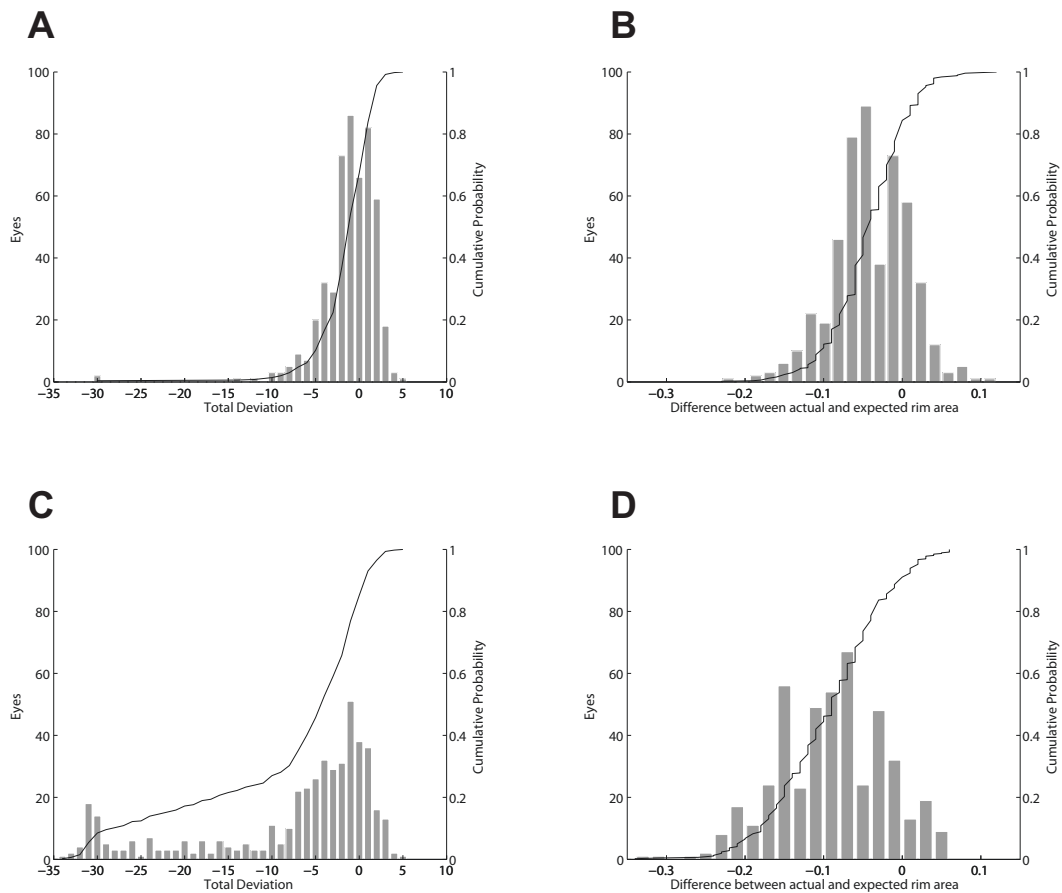 A
100
80
60
40
20
0
Eyes
1
0.8
0.6
0.4
0.2
0
Cumulative Probability
−35 −30 −25 −20 −15 −10 −5 0 5 10
Total Deviation
B
100
80
60
40
20
0
Eyes
1
0.8
0.6
0.4
0.2
0
Cumulative Probability
−0.3 −0.2 −0.1 0 0.1
Difference between actual and expected rim area
C
100
80
60
40
20
0
Eyes
1
0.8
0.6
0.4
0.2
0
Cumulative Probability
−35 −30 −25 −20 −15 −10 −5 0 5 10
Total Deviation
D
100
80
60
40
20
0
Eyes
1
0.8
0.6
0.4
0.2
0
Cumulative Probability
−0.3 −0.2 −0.1 0 0.1
Difference between actual and expected rim area